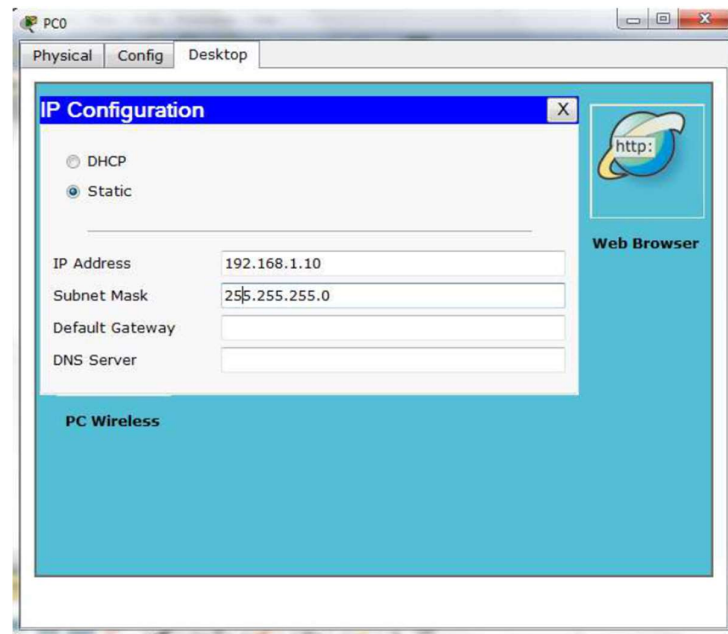 PC0
Physical Config Desktop
IP Configuration X
http:
DHCP
Static
Web Browser
IP Address 192.168.1.10
Subnet Mask 255.255.255.0
Default Gateway
DNS Server
PC Wireless